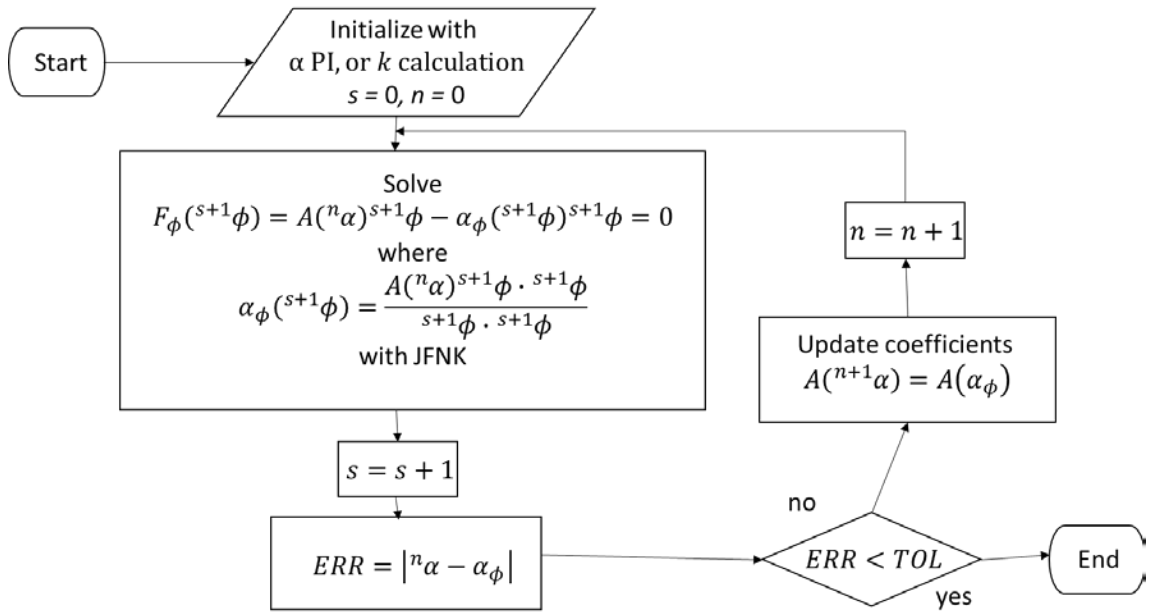 Start
Initialize with
α PI, or k calculation
s = 0, n = 0
Solve
F_ϕ(^{s+1}ϕ) = A(^nα)^{s+1}ϕ − α_ϕ(^{s+1}ϕ)^{s+1}ϕ = 0
where
α_ϕ(^{s+1}ϕ) = \frac{A(^nα)^{s+1}ϕ · ^{s+1}ϕ}{^{s+1}ϕ · ^{s+1}ϕ}
with JFNK
s = s + 1
ERR = |^nα − α_ϕ|
ERR < TOL
no
yes
Update coefficients
A(^{n+1}α) = A(α_ϕ)
n = n + 1
End